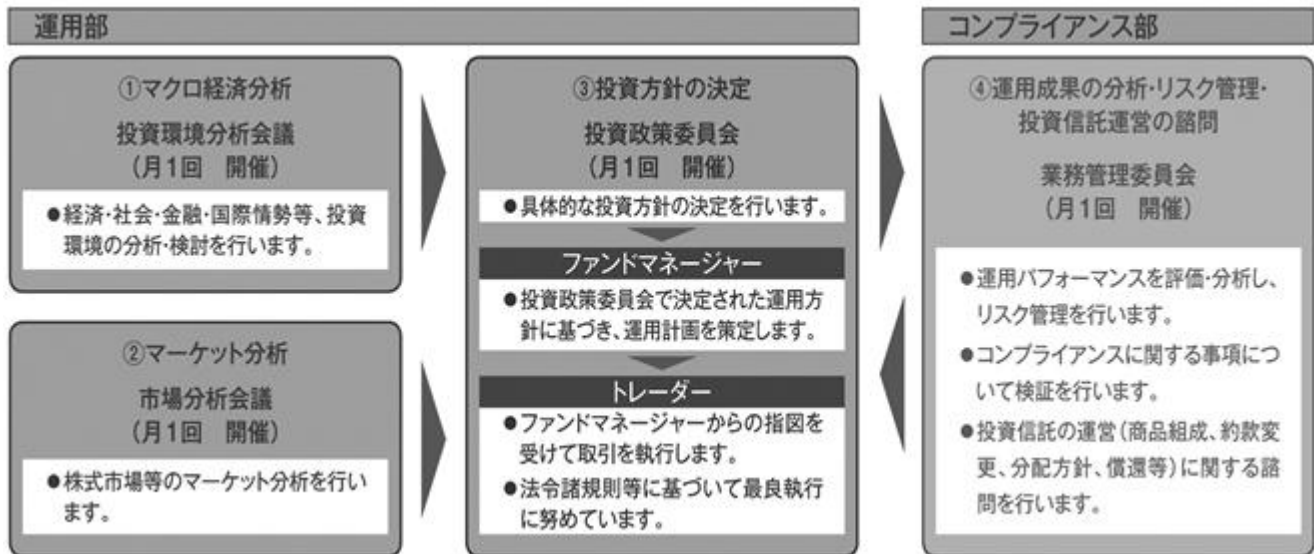 運用部
①マクロ経済分析
投資環境分析会議
(月1回 開催)
●経済・社会・金融・国際情勢等、投資
環境の分析・検討を行います。
②マーケット分析
市場分析会議
(月1回 開催)
●株式市場等のマーケット分析を行い
ます。
③投資方針の決定
投資政策委員会
(月1回 開催)
●具体的な投資方針の決定を行います。
ファンドマネージャー
●投資政策委員会で決定された運用方
針に基づき、運用計画を策定します。
トレーダー
●ファンドマネージャーからの指図を
受けて取引を執行します。
●法令諸規則等に基づいて最良執行
に努めています。
コンプライアンス部
④運用成果の分析・リスク管理・
投資信託運営の諮問
業務管理委員会
(月1回 開催)
●運用パフォーマンスを評価・分析し、
リスク管理を行います。
●コンプライアンスに関する事項につ
いて検証を行います。
●投資信託の運営(商品組成、約款変
更、分配方針、償還等)に関する諮
問を行います。